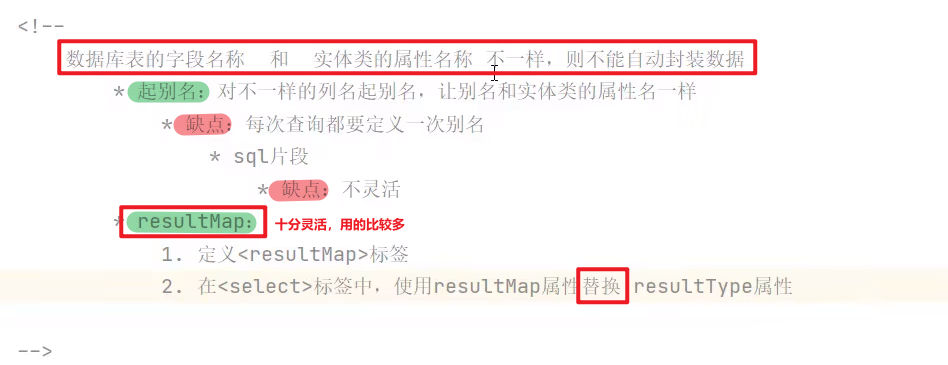 <!--
数据库表的字段名称 和 实体类的属性名称 不一样，则不能自动封装数据
* 起别名：对不一样的列名起别名，让别名和实体类的属性名一样
* 缺点：每次查询都要定义一次别名
* sql片段
* 缺点：不灵活
* resultMap： 十分灵活，用的比较多
1. 定义<resultMap>标签
2. 在<select>标签中，使用resultMap属性替换 resultType属性
-->